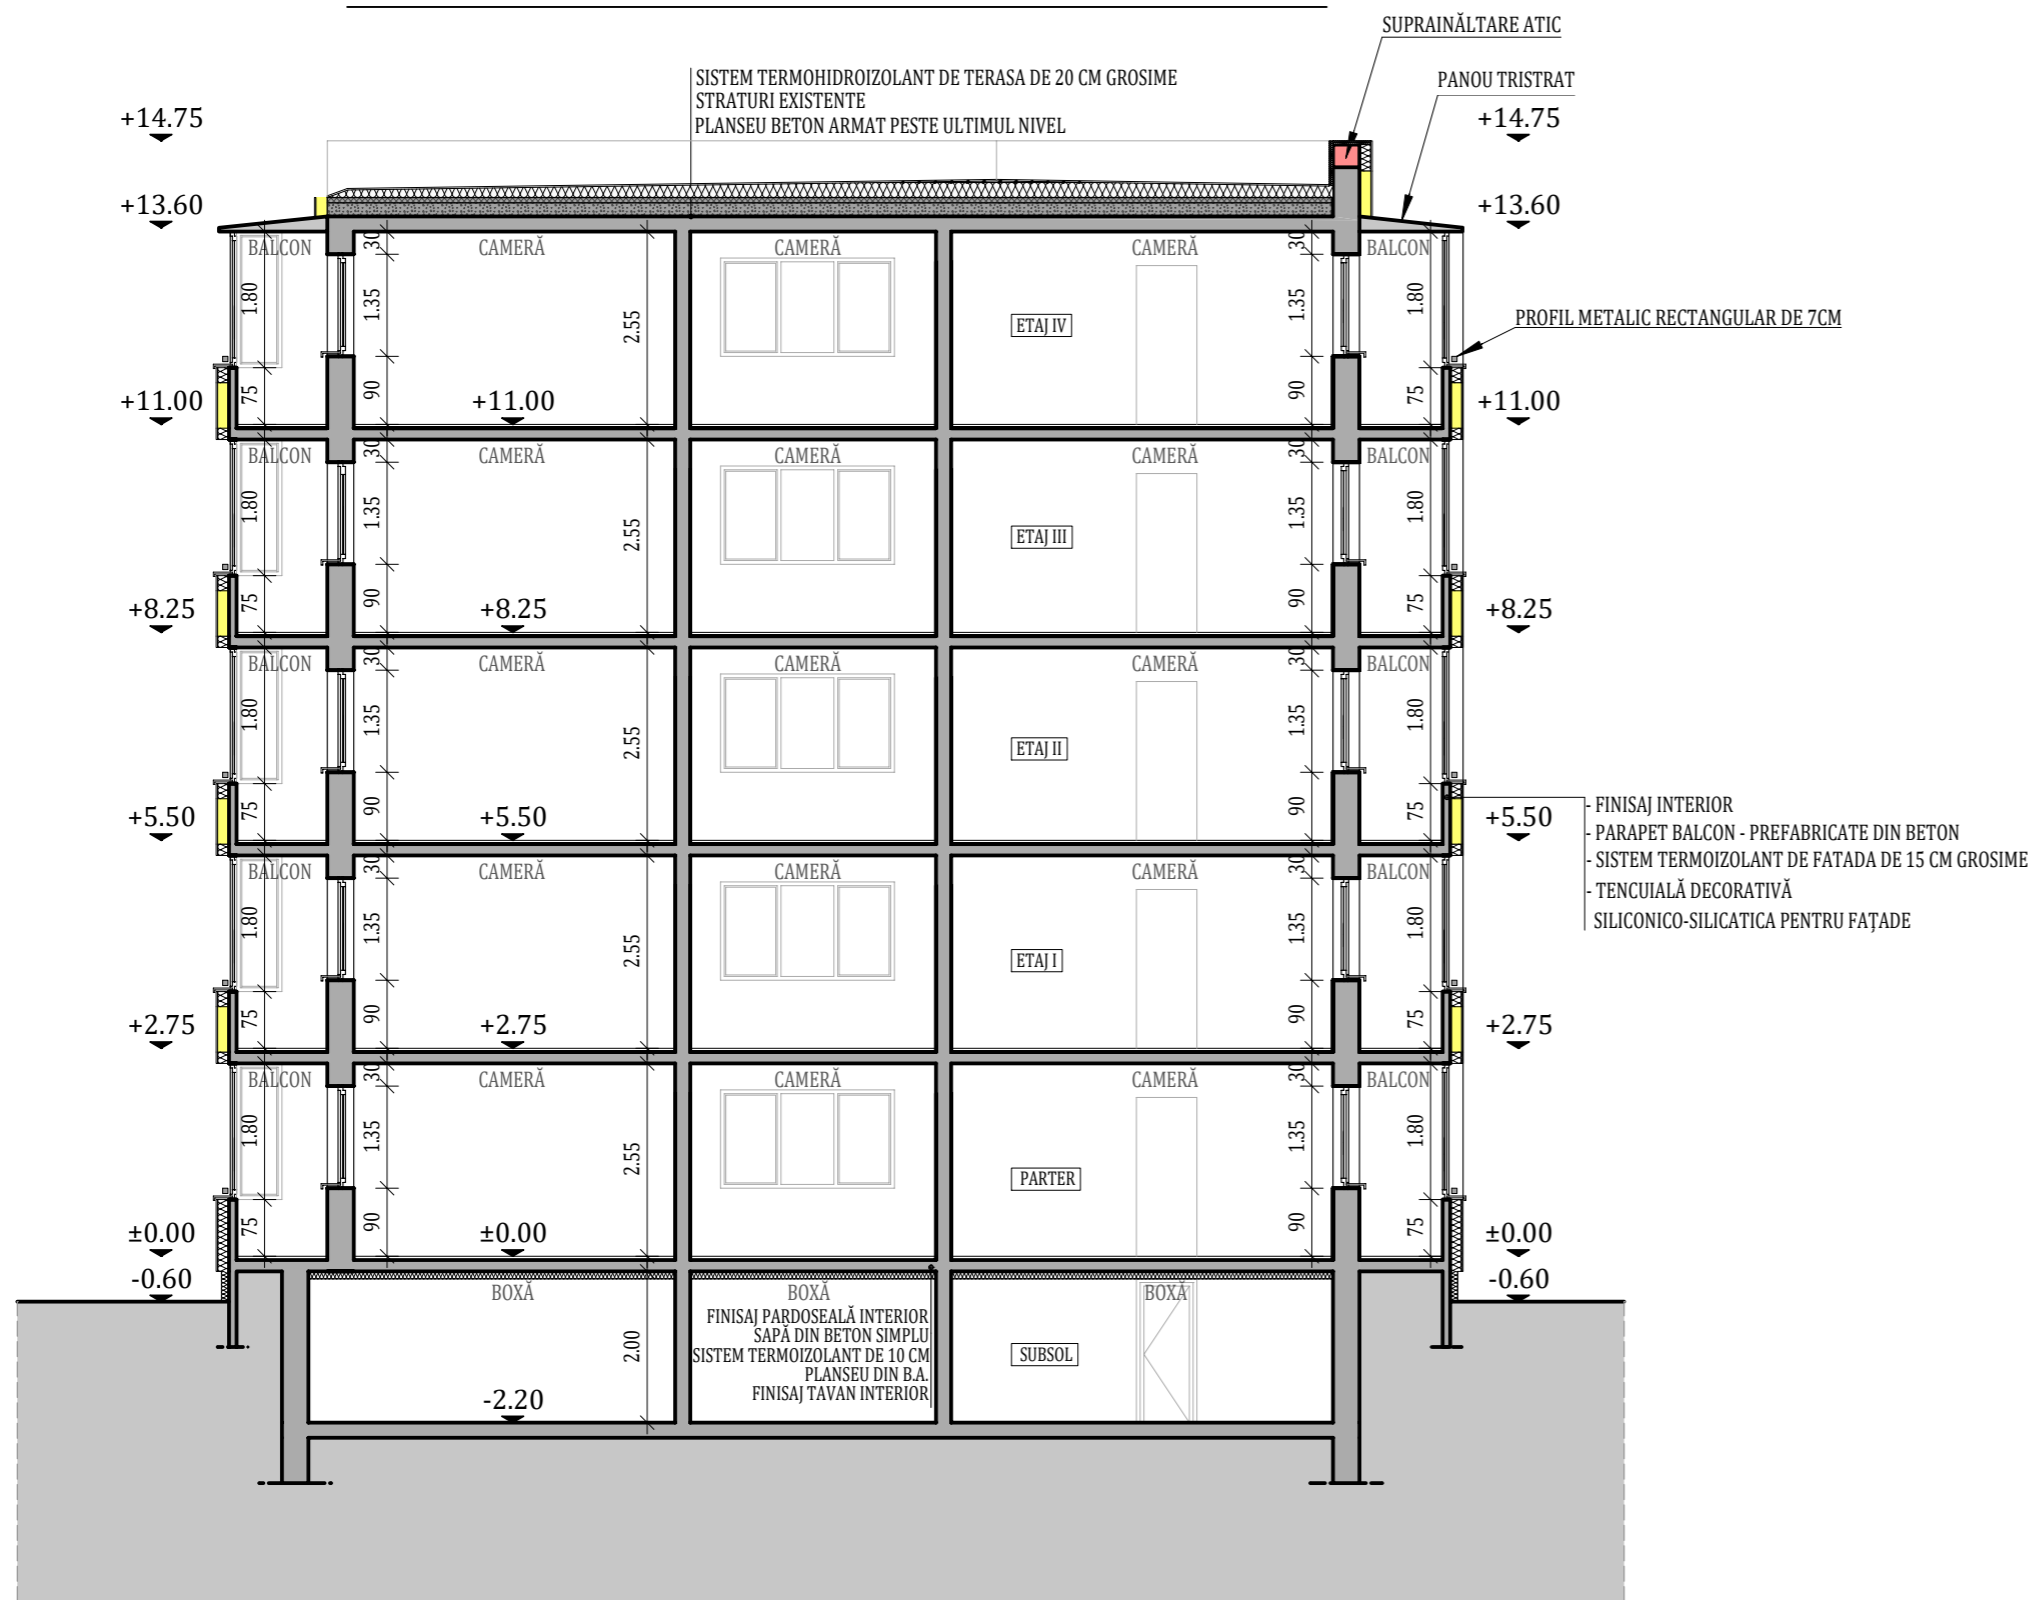 SUPRAINĂLTARE ATIC
SISTEM TERMOHIDROIZOLANT DE TERASA DE 20 CM GROSIME
STRATURI EXISTENTE
PLANSEU BETON ARMAT PESTE ULTIMUL NIVEL
PANOU TRISTRAT
+14.75
+14.75
+13.60
+13.60
BALCON
30
CAMERĂ
CAMERĂ
CAMERĂ
30
BALCON
1.80
1.35
2.55
ETAJ IV
1.35
1.80
PROFIL METALIC RECTANGULAR DE 7CM
+11.00
75
90
+11.00
90
75
+11.00
BALCON
30
CAMERĂ
CAMERĂ
CAMERĂ
30
BALCON
1.80
1.35
2.55
ETAJ III
1.35
1.80
+8.25
75
90
+8.25
90
75
+8.25
BALCON
30
CAMERĂ
CAMERĂ
CAMERĂ
30
BALCON
1.80
1.35
2.55
ETAJ II
1.35
1.80
+5.50
75
90
+5.50
90
75
+5.50
- FINISAJ INTERIOR
- PARAPET BALCON - PREFABRICATE DIN BETON
- SISTEM TERMOIZOLANT DE FATADA DE 15 CM GROSIME
- TENCUIALĂ DECORATIVĂ
SILICONICO-SILICATICA PENTRU FAȚADE
BALCON
30
CAMERĂ
CAMERĂ
CAMERĂ
30
BALCON
1.80
1.35
2.55
ETAJ I
1.35
1.80
+2.75
75
90
+2.75
90
75
+2.75
BALCON
30
CAMERĂ
CAMERĂ
CAMERĂ
30
BALCON
1.80
1.35
2.55
PARTER
1.35
1.80
±0.00
75
90
±0.00
90
75
±0.00
-0.60
-0.60
BOXĂ
BOXĂ
BOXĂ
FINISAJ PARDOSEALĂ INTERIOR
SAPĂ DIN BETON SIMPLU
SISTEM TERMOIZOLANT DE 10 CM
PLANSEU DIN B.A.
FINISAJ TAVAN INTERIOR
2.00
SUBSOL
-2.20